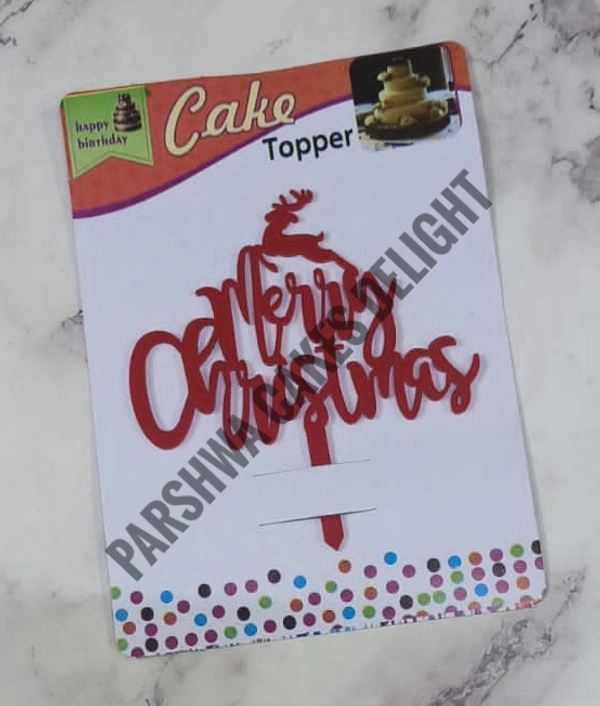 happy
birthday
Cake
Topper
Merry
Christmas
PARSHWA CAKES DELIGHT